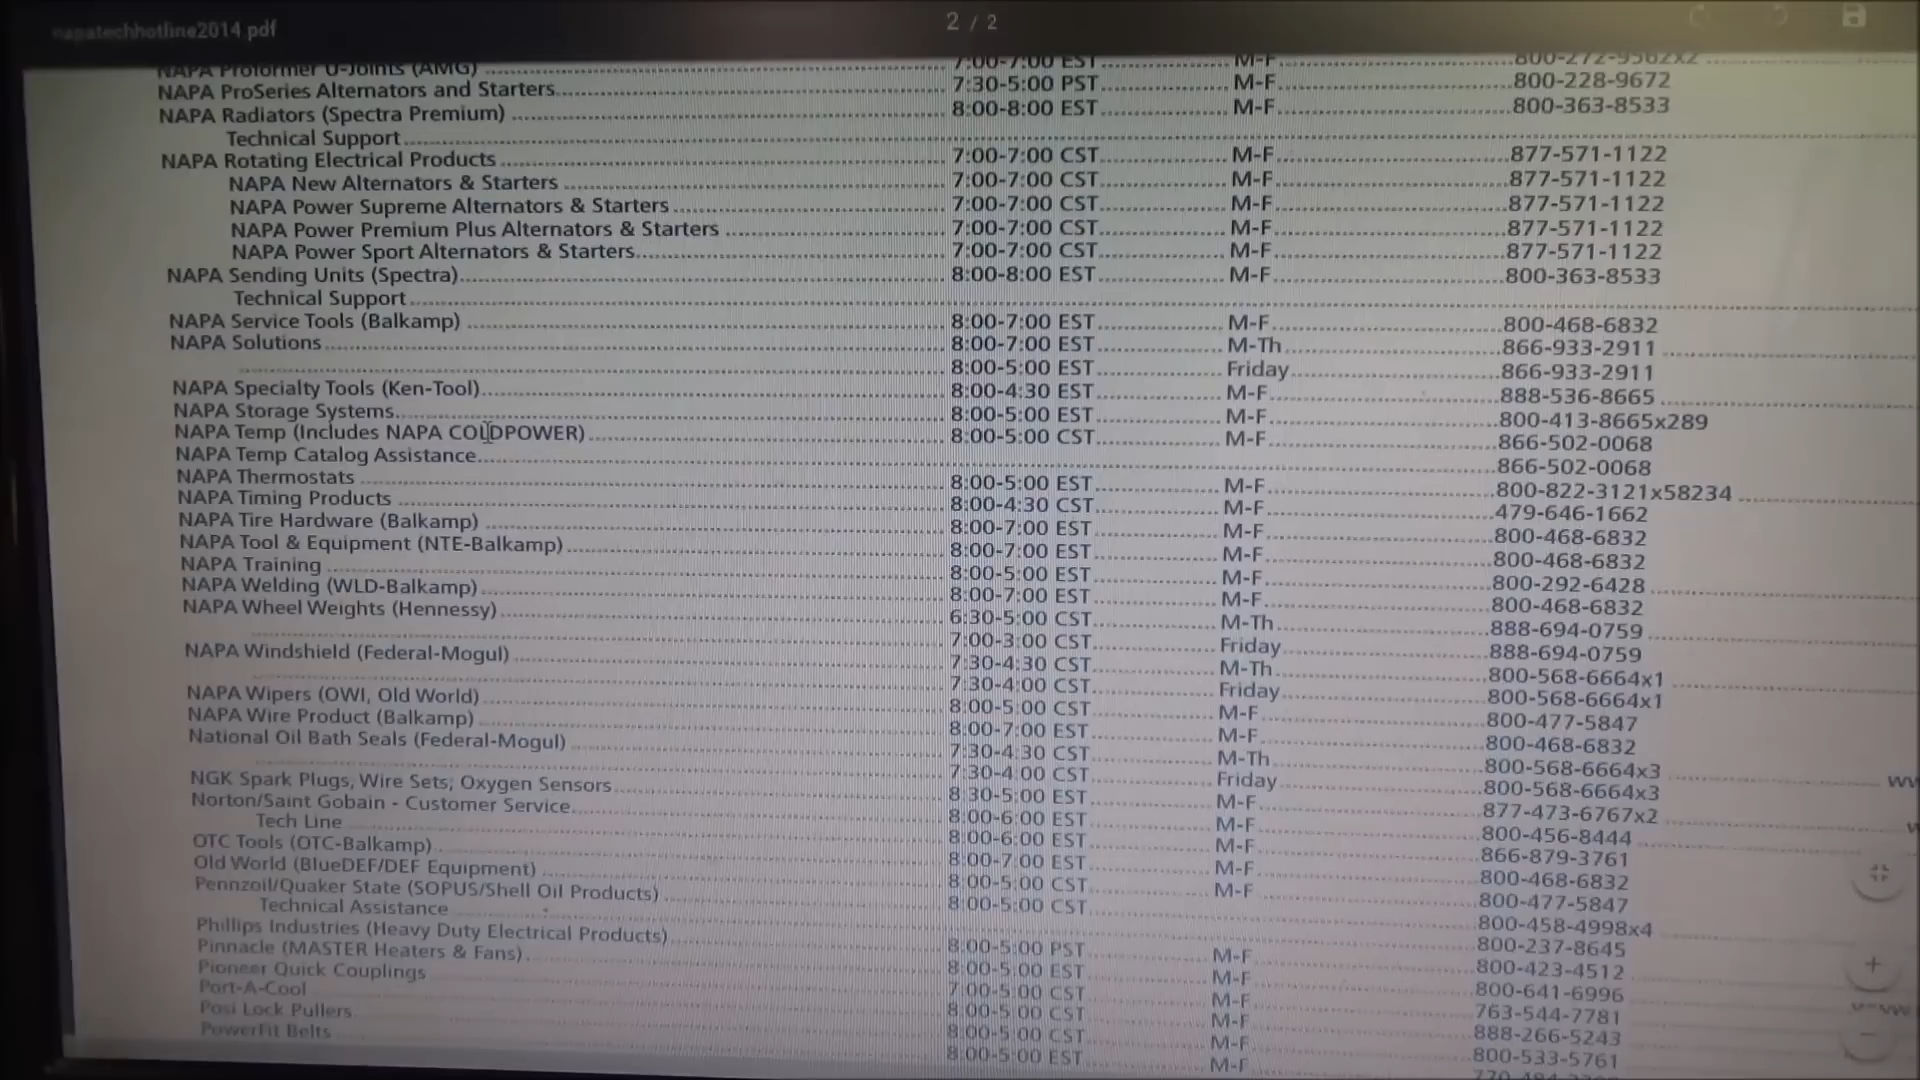 napatechhotline2014.pdf 2 / 2
NAPA Proformer U-Joints (AMG) 7:00-7:00 EST M-F 800-272-9562x2
NAPA ProSeries Alternators and Starters 7:30-5:00 PST M-F 800-228-9672
NAPA Radiators (Spectra Premium) 8:00-8:00 EST M-F 800-363-8533
Technical Support
NAPA Rotating Electrical Products 7:00-7:00 CST M-F 877-571-1122
NAPA New Alternators & Starters 7:00-7:00 CST M-F 877-571-1122
NAPA Power Supreme Alternators & Starters 7:00-7:00 CST M-F 877-571-1122
NAPA Power Premium Plus Alternators & Starters 7:00-7:00 CST M-F 877-571-1122
NAPA Power Sport Alternators & Starters 7:00-7:00 CST M-F 877-571-1122
NAPA Sending Units (Spectra) 8:00-8:00 EST M-F 800-363-8533
Technical Support
NAPA Service Tools (Balkamp) 8:00-7:00 EST M-F 800-468-6832
NAPA Solutions 8:00-7:00 EST M-Th 866-933-2911
8:00-5:00 EST Friday 866-933-2911
NAPA Specialty Tools (Ken-Tool) 8:00-4:30 EST M-F 888-536-8665
NAPA Storage Systems 8:00-5:00 EST M-F 800-413-8665x289
NAPA Temp (Includes NAPA COLDPOWER) 8:00-5:00 CST M-F 866-502-0068
NAPA Temp Catalog Assistance 866-502-0068
NAPA Thermostats 8:00-5:00 EST M-F 800-822-3121x58234
NAPA Timing Products 8:00-4:30 CST M-F 479-646-1662
NAPA Tire Hardware (Balkamp) 8:00-7:00 EST M-F 800-468-6832
NAPA Tool & Equipment (NTE-Balkamp) 8:00-7:00 EST M-F 800-468-6832
NAPA Training 8:00-5:00 EST M-F 800-292-6428
NAPA Welding (WLD-Balkamp) 8:00-7:00 EST M-F 800-468-6832
NAPA Wheel Weights (Hennessy) 6:30-5:00 CST M-Th 888-694-0759
7:00-3:00 CST Friday 888-694-0759
NAPA Windshield (Federal-Mogul) 7:30-4:30 CST M-Th 800-568-6664x1
7:30-4:00 CST Friday 800-568-6664x1
NAPA Wipers (OWI, Old World) 8:00-5:00 CST M-F 800-477-5847
NAPA Wire Product (Balkamp) 8:00-7:00 EST M-F 800-468-6832
National Oil Bath Seals (Federal-Mogul) 7:30-4:30 CST M-Th 800-568-6664x3
7:30-4:00 CST Friday 800-568-6664x3
NGK Spark Plugs, Wire Sets; Oxygen Sensors 8:30-5:00 EST M-F 877-473-6767x2
Norton/Saint Gobain - Customer Service 8:00-6:00 EST M-F 800-456-8444
Tech Line 8:00-6:00 EST M-F 866-879-3761
OTC Tools (OTC-Balkamp) 8:00-7:00 EST M-F 800-468-6832
Old World (BlueDEF/DEF Equipment) 8:00-5:00 CST M-F 800-477-5847
Pennzoil/Quaker State (SOPUS/Shell Oil Products) 8:00-5:00 CST 800-458-4998x4
Technical Assistance 800-237-8645
Phillips Industries (Heavy Duty Electrical Products) 8:00-5:00 PST M-F 800-423-4512
Pinnacle (MASTER Heaters & Fans) 8:00-5:00 EST M-F 800-641-6996
Pioneer Quick Couplings 7:00-5:00 CST M-F 763-544-7781
Port-A-Cool 8:00-5:00 CST M-F 888-266-5243
Posi Lock Pullers 8:00-5:00 CST M-F 800-533-5761
PowerFit Belts 8:00-5:00 EST M-F